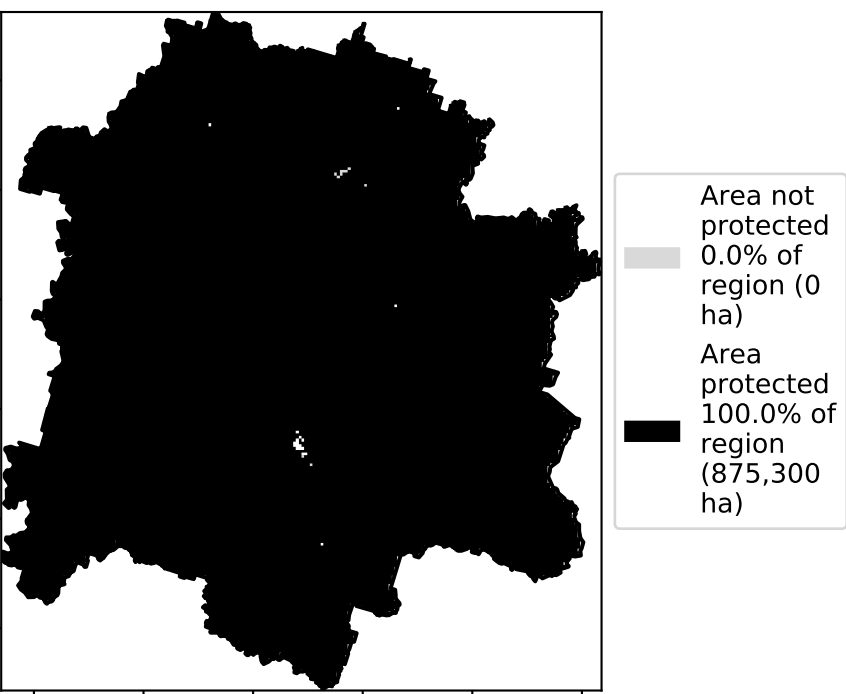 Area not
protected
0.0% of
region (0
ha)
Area
protected
100.0% of
region
(875,300
ha)